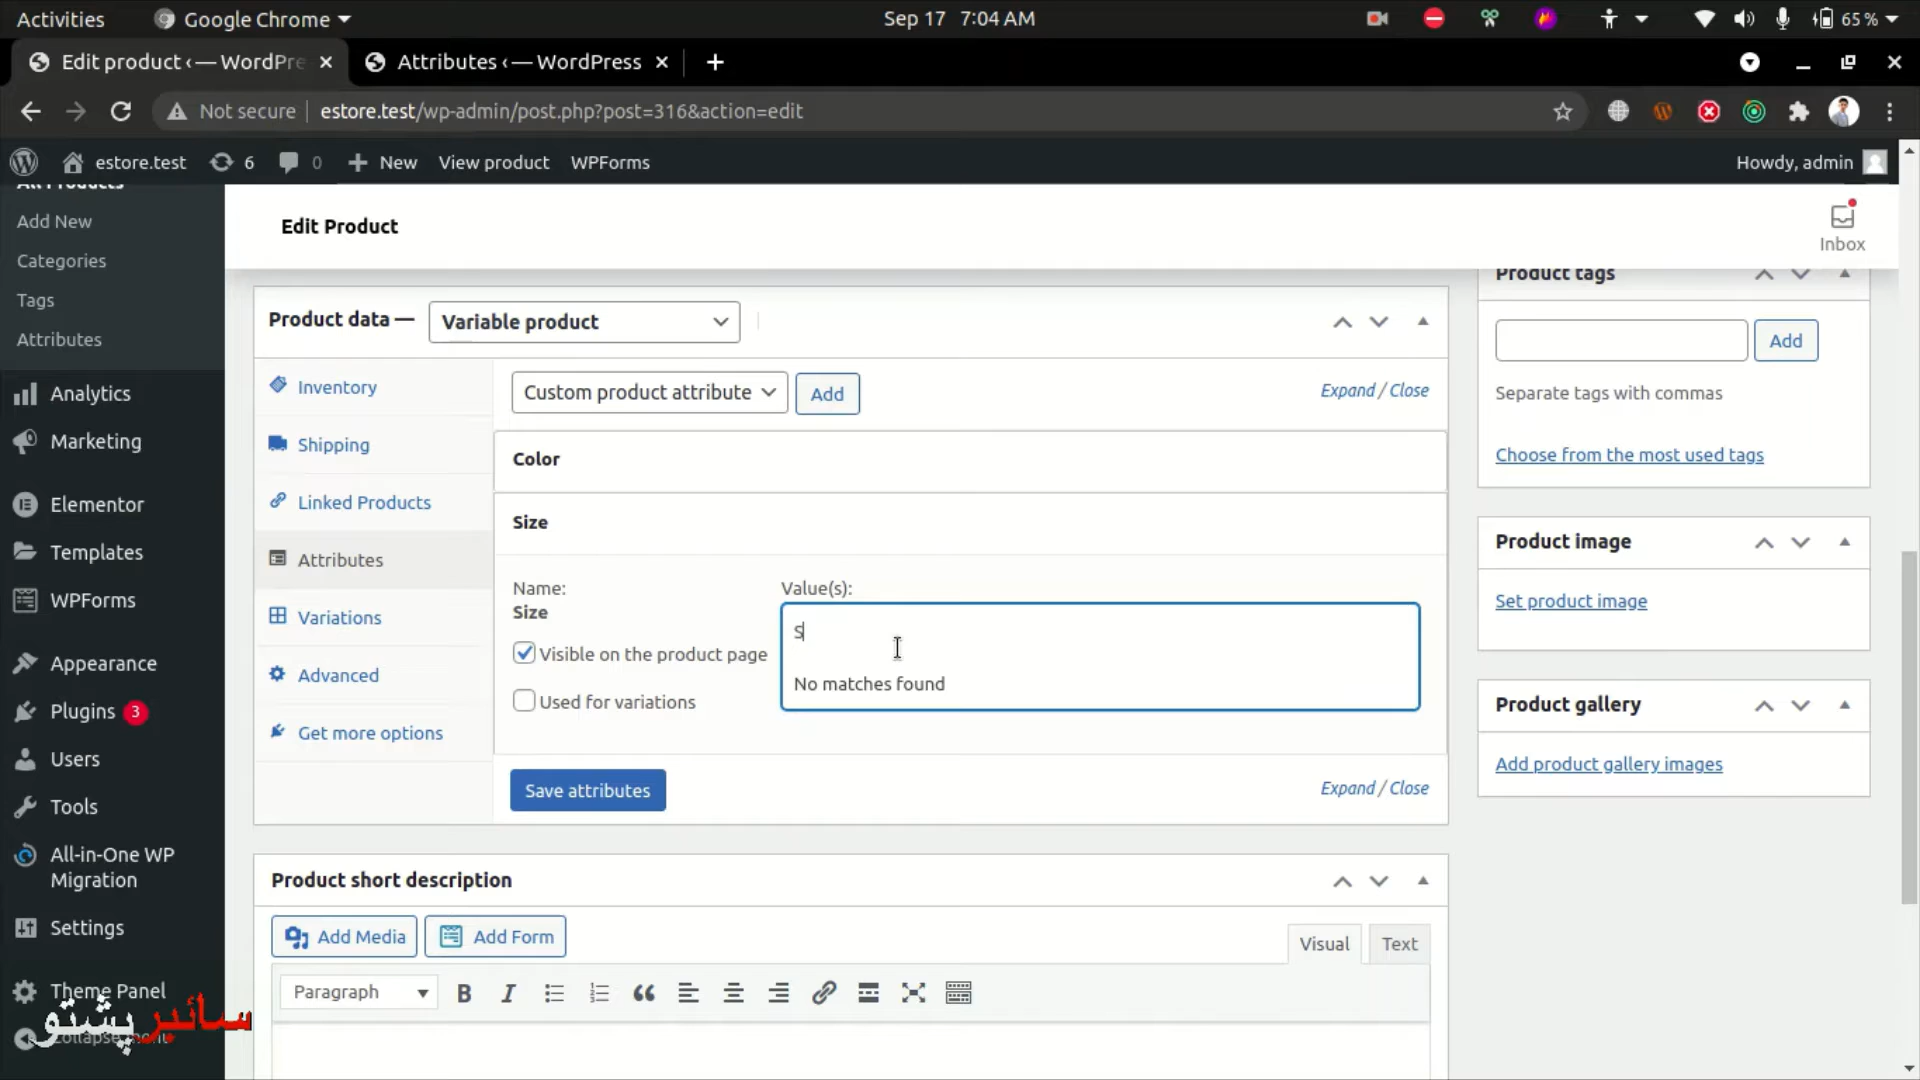 Activities
Google Chrome
Sep 17 7:04 AM
65 %
Edit product ‹ — WordPre
Attributes ‹ — WordPress
Not secure
estore.test/wp-admin/post.php?post=316&action=edit
estore.test
6
0
New
View product
WPForms
Howdy, admin
All Products
Add New
Categories
Tags
Attributes
Analytics
Marketing
Elementor
Templates
WPForms
Appearance
Plugins 3
Users
Tools
All-in-One WP
Migration
Settings
Theme Panel
Collapse menu
سائبر پشتو
Edit Product
Inbox
Product data —
Variable product
Inventory
Shipping
Linked Products
Attributes
Variations
Advanced
Get more options
Custom product attribute
Add
Expand / Close
Color
Size
Name:
Size
Visible on the product page
Used for variations
Value(s):
S
No matches found
Save attributes
Expand / Close
Product short description
Add Media
Add Form
Visual
Text
Paragraph
B
I
Product tags
Add
Separate tags with commas
Choose from the most used tags
Product image
Set product image
Product gallery
Add product gallery images